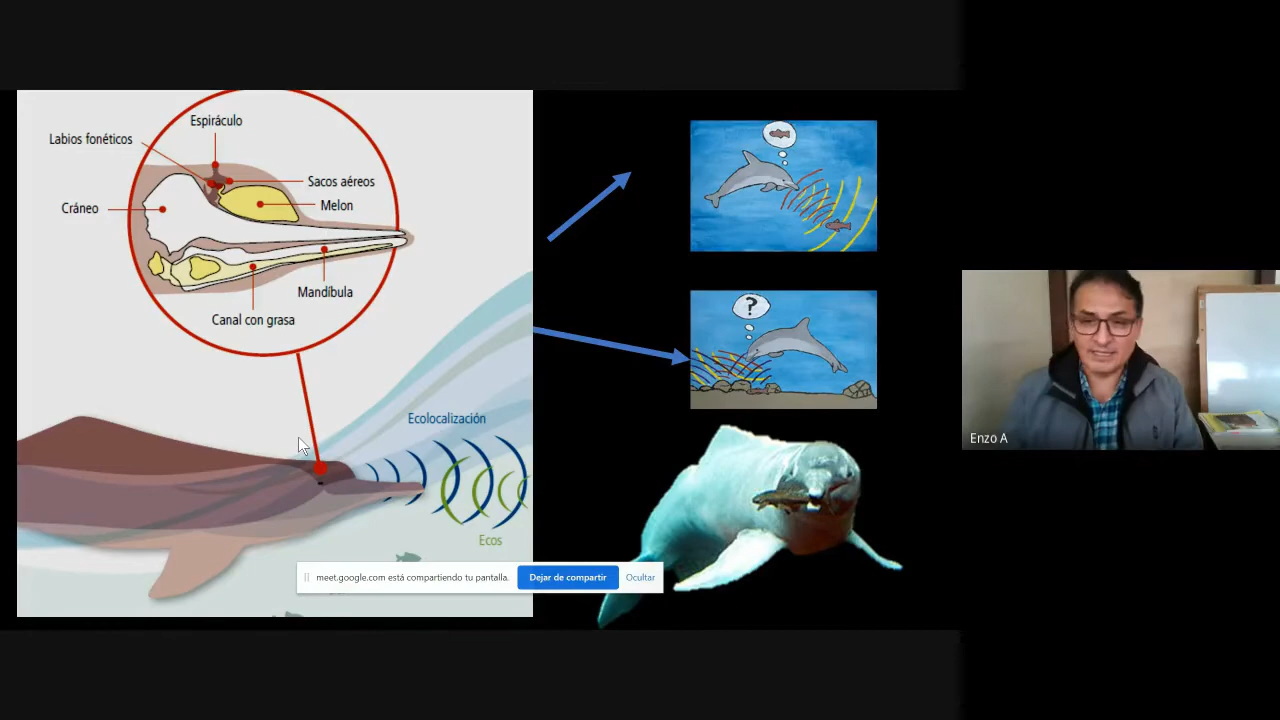 Espiráculo
Labios fonéticos
Sacos aéreos
Cráneo
Melon
Mandíbula
Canal con grasa
?
Ecolocalización
Ecos
Enzo A
meet.google.com está compartiendo tu pantalla.
Dejar de compartir
Ocultar